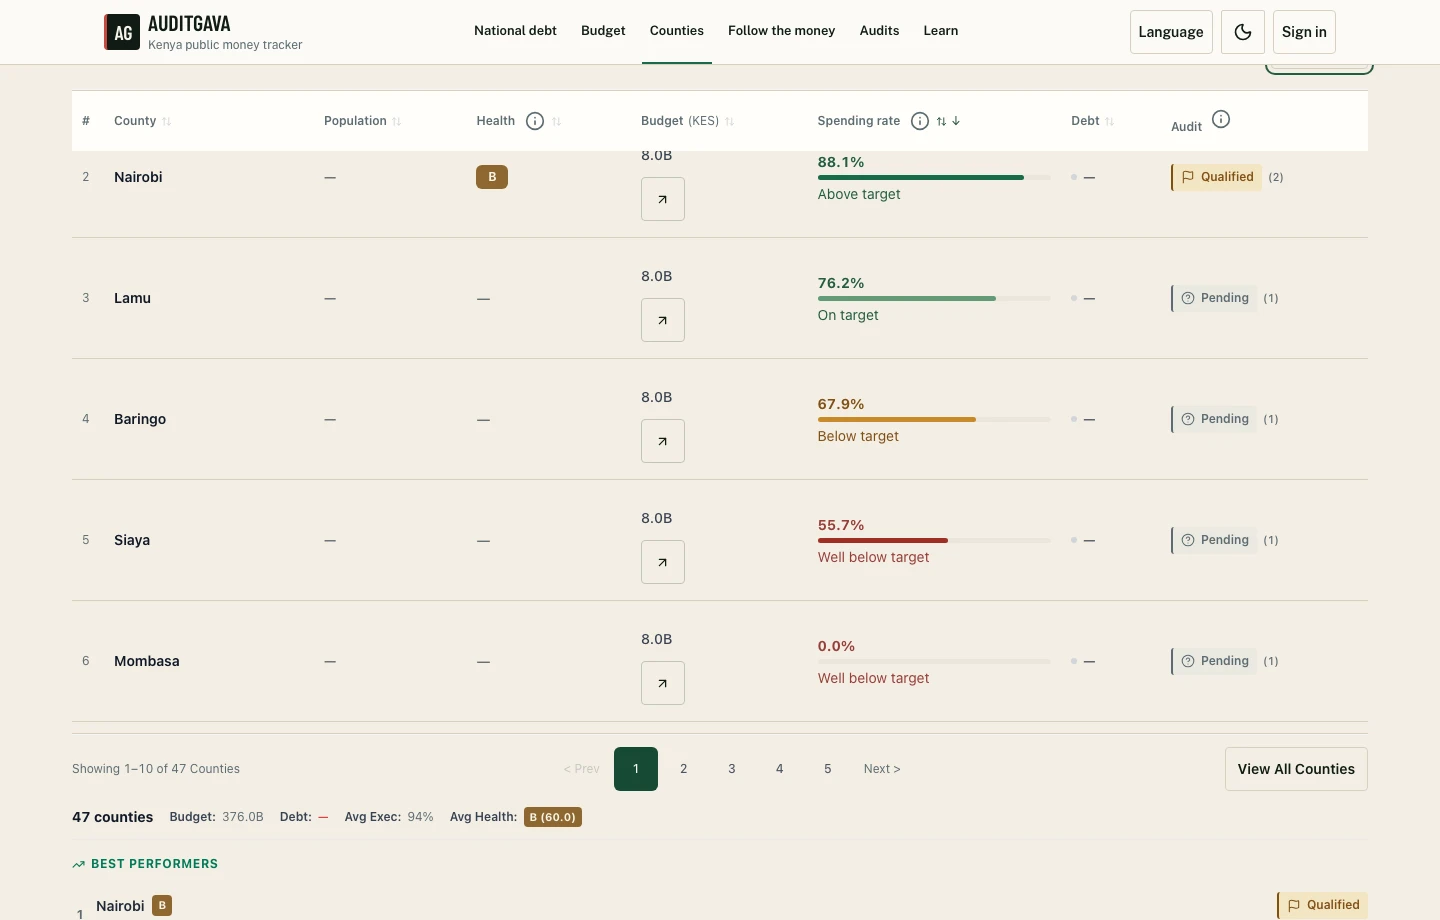 AG
AUDITGAVA
Kenya public money tracker
National debt
Budget
Counties
Follow the money
Audits
Learn
Language
Sign in
# County Population Health Budget (KES) Spending rate Debt Audit
2 Nairobi — B 8.0B 88.1% Above target — Qualified (2)
3 Lamu — — 8.0B 76.2% On target — Pending (1)
4 Baringo — — 8.0B 67.9% Below target — Pending (1)
5 Siaya — — 8.0B 55.7% Well below target — Pending (1)
6 Mombasa — — 8.0B 0.0% Well below target — Pending (1)
Showing 1–10 of 47 Counties
< Prev 1 2 3 4 5 Next >
View All Counties
47 counties Budget: 376.0B Debt: — Avg Exec: 94% Avg Health: B (60.0)
BEST PERFORMERS
1 Nairobi B Qualified